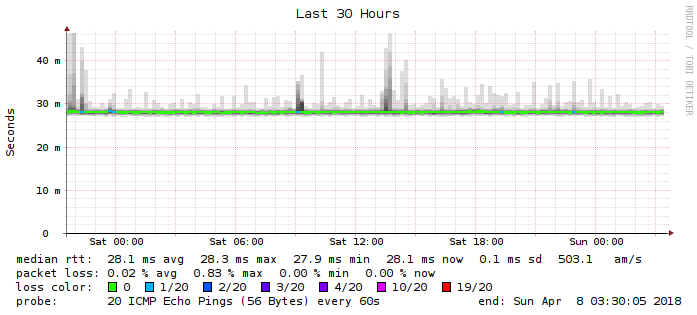 Last 30 Hours
RRDTOOL / TOBI OETIKER
Seconds
40 m
30 m
20 m
10 m
0
Sat 00:00 Sat 06:00 Sat 12:00 Sat 18:00 Sun 00:00
median rtt: 28.1 ms avg 28.3 ms max 27.9 ms min 28.1 ms now 0.1 ms sd 503.1 am/s
packet loss: 0.02 % avg 0.83 % max 0.00 % min 0.00 % now
loss color: 0 1/20 2/20 3/20 4/20 10/20 19/20
probe: 20 ICMP Echo Pings (56 Bytes) every 60s end: Sun Apr 8 03:30:05 2018